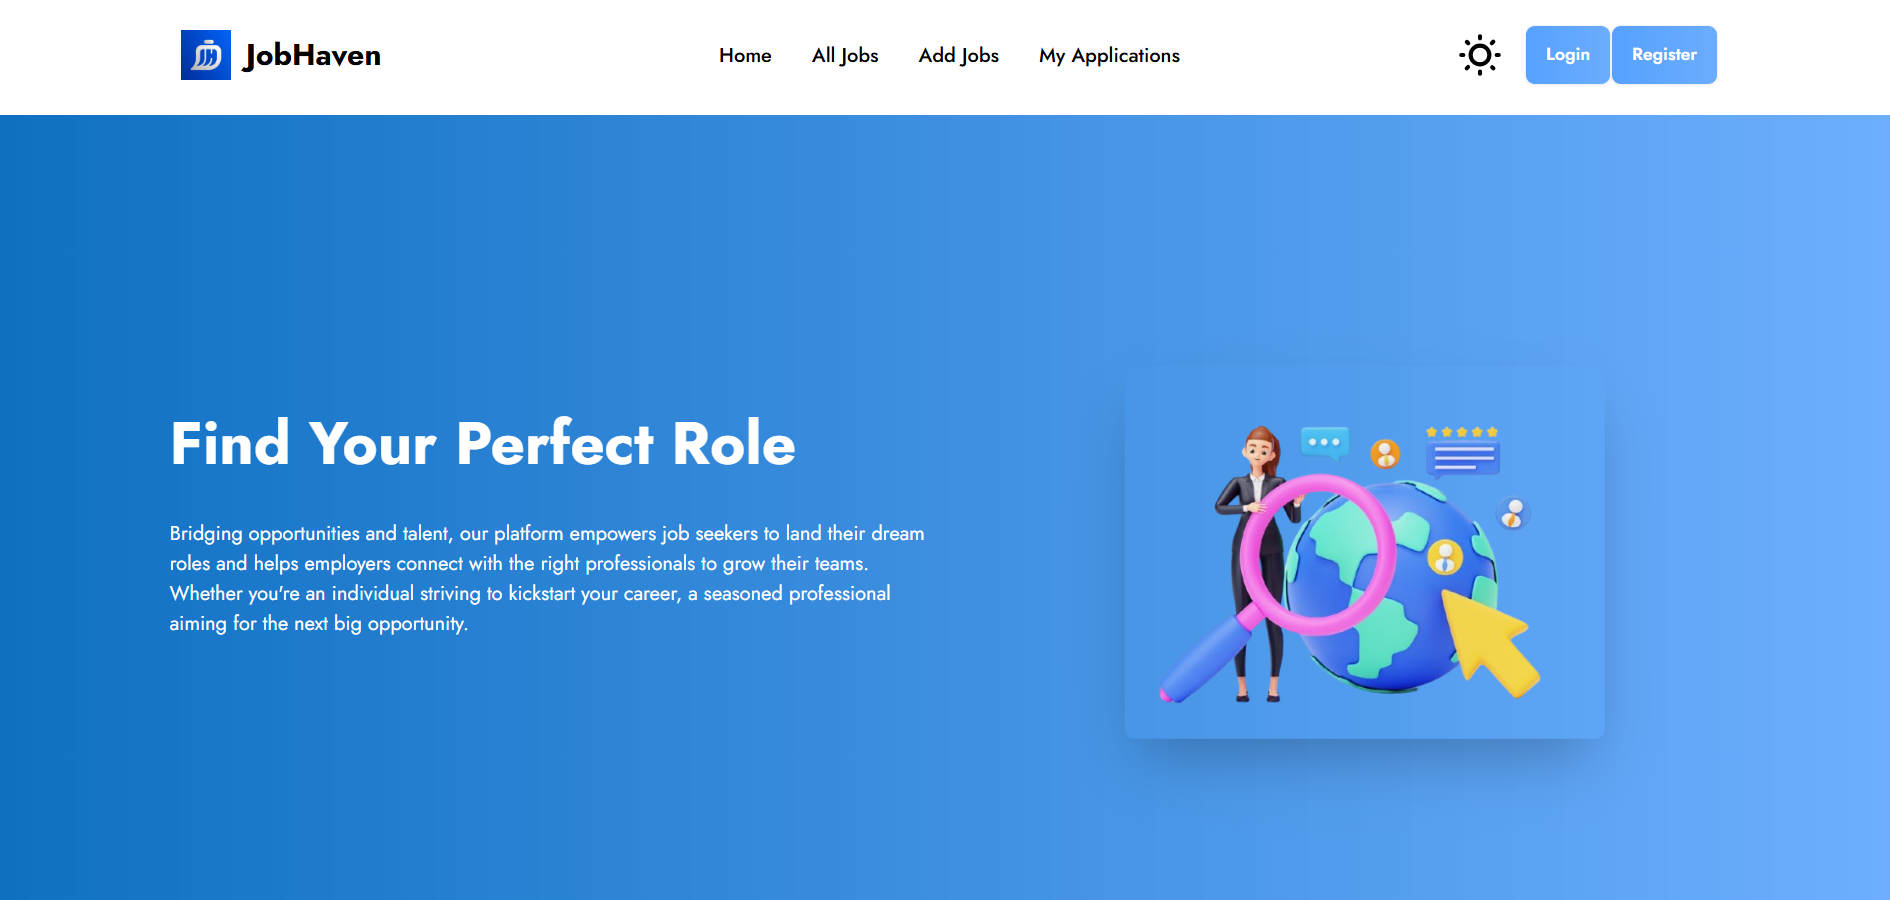 JobHaven
Home
All Jobs
Add Jobs
My Applications
Login
Register
Find Your Perfect Role
Bridging opportunities and talent, our platform empowers job seekers to land their dream
roles and helps employers connect with the right professionals to grow their teams.
Whether you're an individual striving to kickstart your career, a seasoned professional
aiming for the next big opportunity.